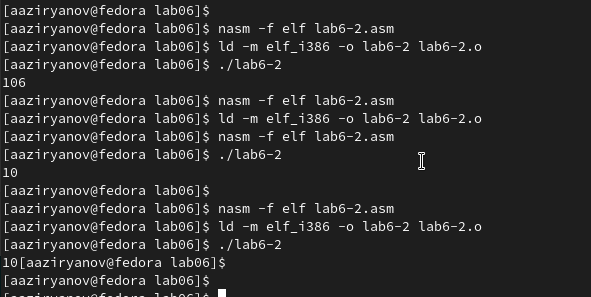 [aaziryanov@fedora lab06]$
[aaziryanov@fedora lab06]$ nasm -f elf lab6-2.asm
[aaziryanov@fedora lab06]$ ld -m elf_i386 -o lab6-2 lab6-2.o
[aaziryanov@fedora lab06]$ ./lab6-2
106
[aaziryanov@fedora lab06]$ nasm -f elf lab6-2.asm
[aaziryanov@fedora lab06]$ ld -m elf_i386 -o lab6-2 lab6-2.o
[aaziryanov@fedora lab06]$ nasm -f elf lab6-2.asm
[aaziryanov@fedora lab06]$ ./lab6-2
10
[aaziryanov@fedora lab06]$
[aaziryanov@fedora lab06]$ nasm -f elf lab6-2.asm
[aaziryanov@fedora lab06]$ ld -m elf_i386 -o lab6-2 lab6-2.o
[aaziryanov@fedora lab06]$ ./lab6-2
10[aaziryanov@fedora lab06]$
[aaziryanov@fedora lab06]$
[aaziryanov@fedora lab06]$